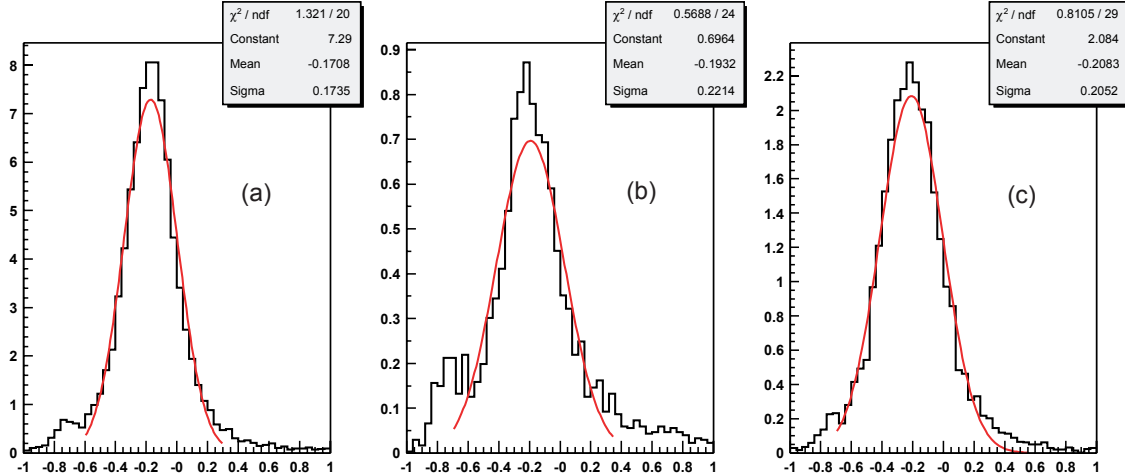 χ² / ndf 1.321 / 20
Constant 7.29
Mean -0.1708
Sigma 0.1735
8
7
6
5
4
3
2
1
0
(a)
-1 -0.8 -0.6 -0.4 -0.2 -0 0.2 0.4 0.6 0.8 1
χ² / ndf 0.5688 / 24
Constant 0.6964
Mean -0.1932
Sigma 0.2214
0.9
0.8
0.7
0.6
0.5
0.4
0.3
0.2
0.1
0
(b)
-1 -0.8 -0.6 -0.4 -0.2 -0 0.2 0.4 0.6 0.8 1
χ² / ndf 0.8105 / 29
Constant 2.084
Mean -0.2083
Sigma 0.2052
2.2
2
1.8
1.6
1.4
1.2
1
0.8
0.6
0.4
0.2
0
(c)
-1 -0.8 -0.6 -0.4 -0.2 -0 0.2 0.4 0.6 0.8 1